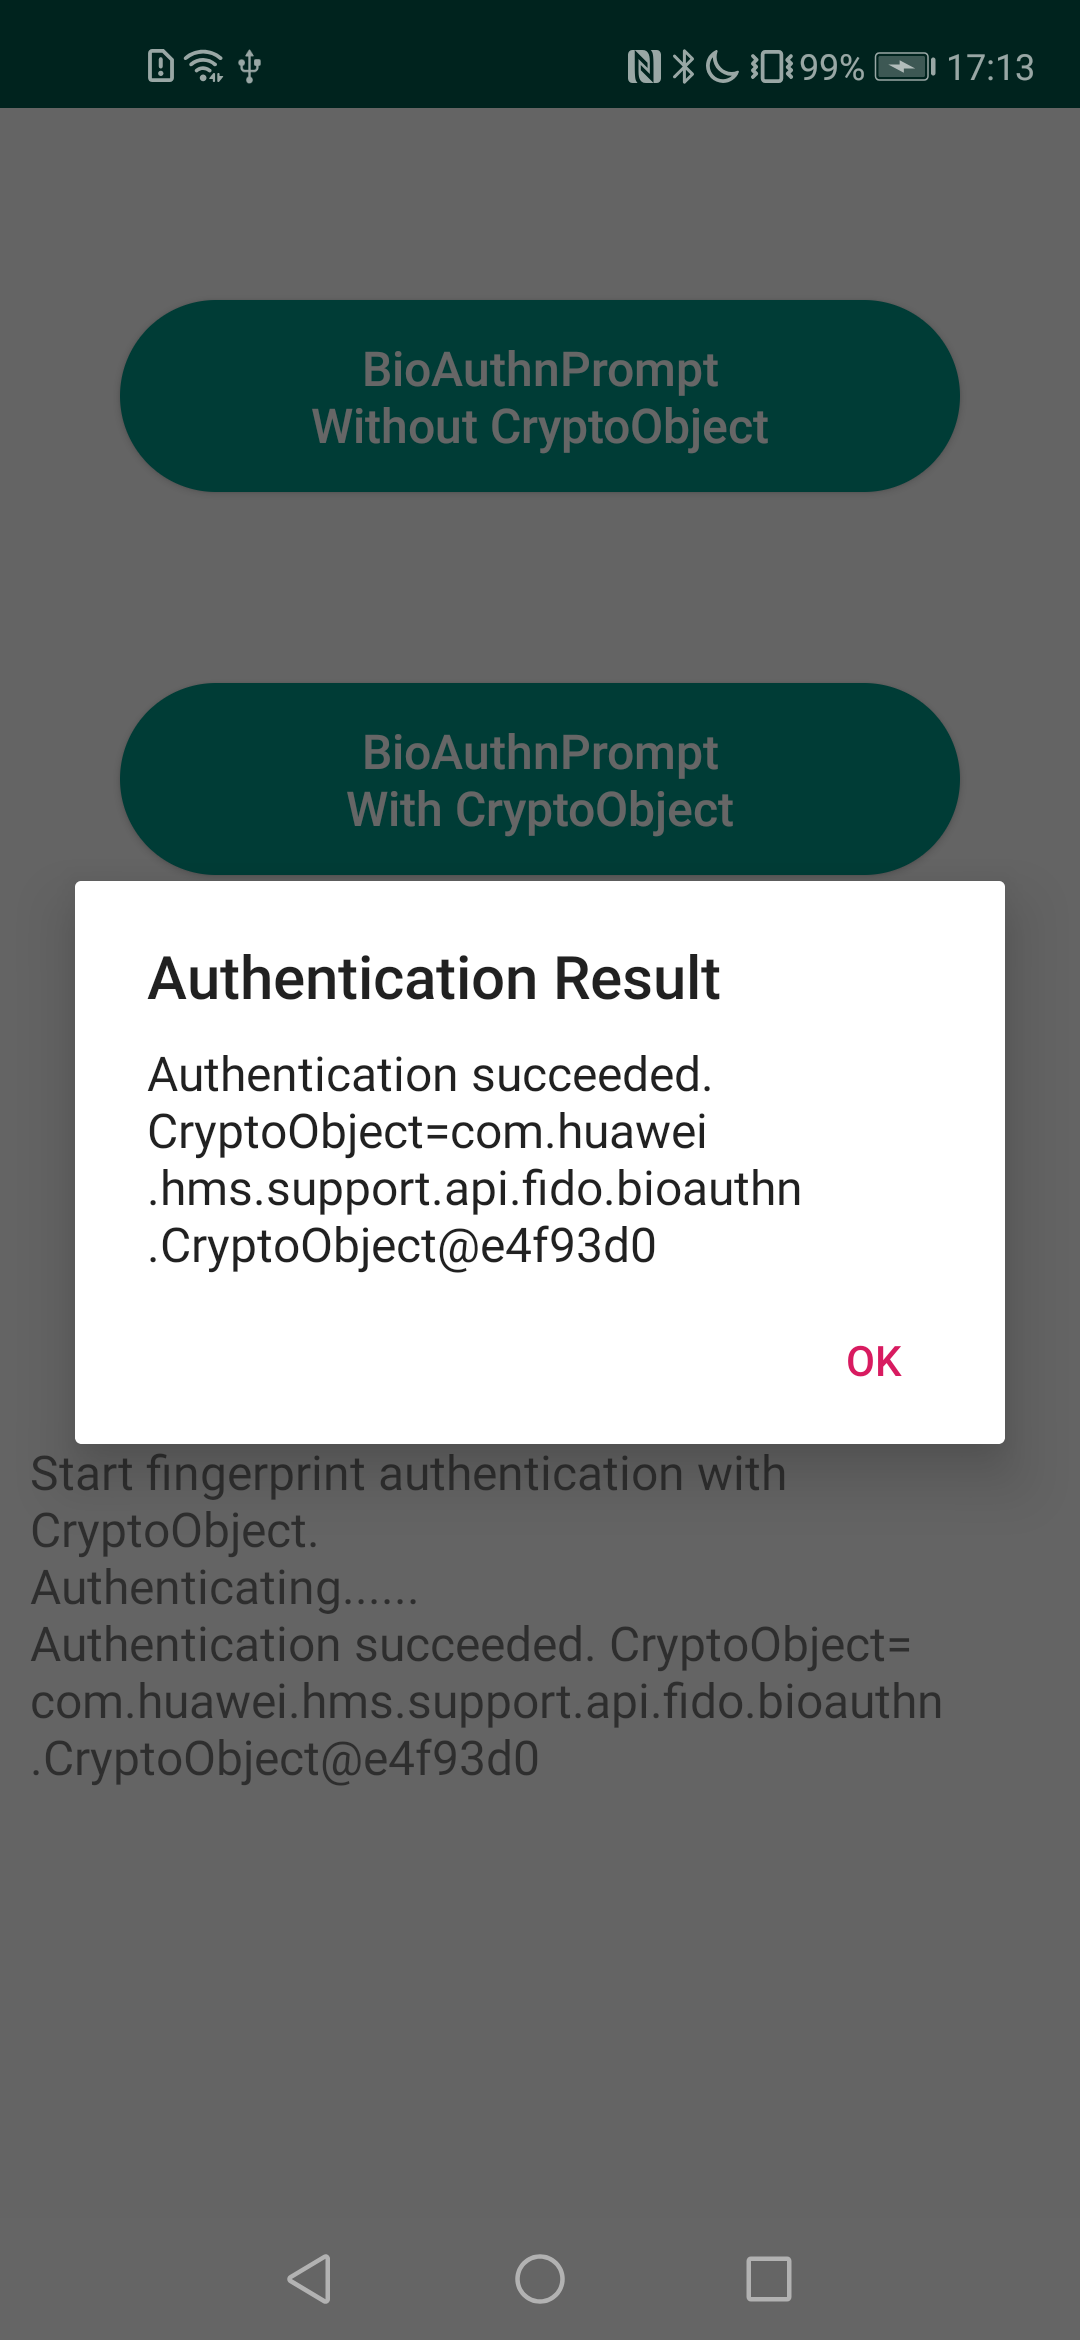 99% 17:13
BioAuthnPrompt
Without CryptoObject
BioAuthnPrompt
With CryptoObject
Authentication Result
Authentication succeeded.
CryptoObject=com.huawei
.hms.support.api.fido.bioauthn
.CryptoObject@e4f93d0
OK
Start fingerprint authentication with
CryptoObject.
Authenticating......
Authentication succeeded. CryptoObject=
com.huawei.hms.support.api.fido.bioauthn
.CryptoObject@e4f93d0